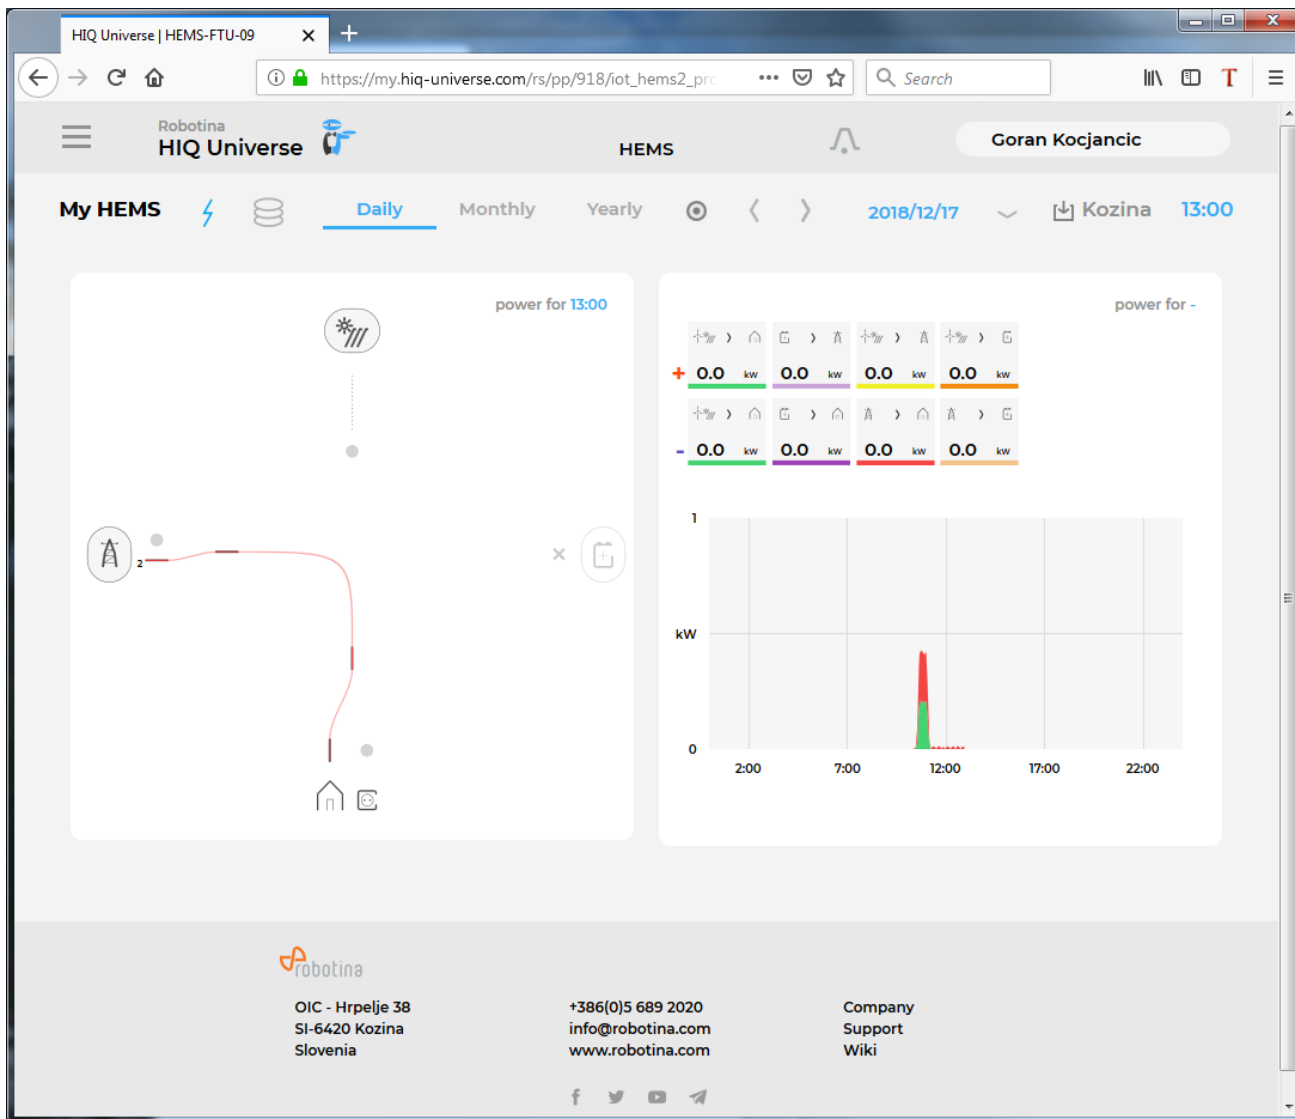 HIQ Universe | HEMS-FTU-09
https://my.hiq-universe.com/rs/pp/918/iot_hems2_pro
Search
Robotina
HIQ Universe
HEMS
Goran Kocjancic
My HEMS
Daily
Monthly
Yearly
2018/12/17
Kozina
13:00
power for 13:00
2
power for -
+ 0.0 kw 0.0 kw 0.0 kw 0.0 kw
- 0.0 kw 0.0 kw 0.0 kw 0.0 kw
1
kW
0
2:00 7:00 12:00 17:00 22:00
robotina
OIC - Hrpelje 38
SI-6420 Kozina
Slovenia
+386(0)5 689 2020
info@robotina.com
www.robotina.com
Company
Support
Wiki